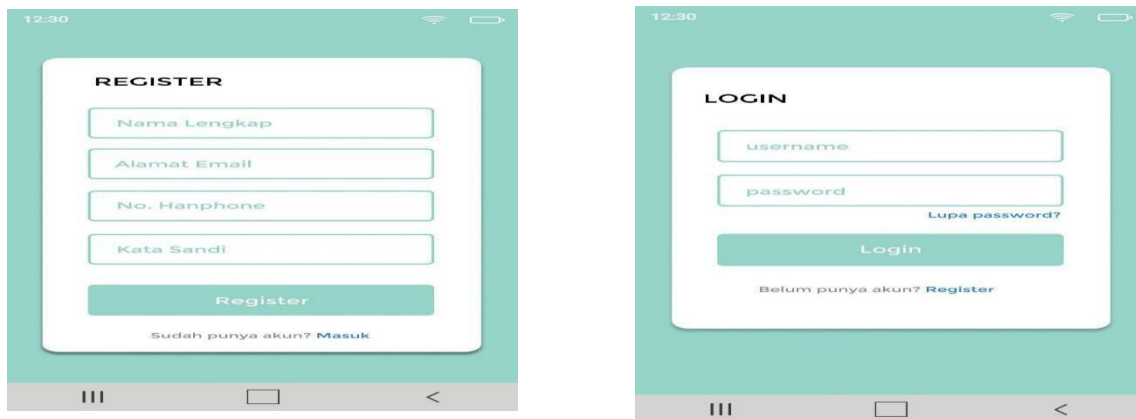 12:30
REGISTER
Nama Lengkap
Alamat Email
No. Hanphone
Kata Sandi
Register
Sudah punya akun? Masuk
12:30
LOGIN
username
password
Lupa password?
Login
Belum punya akun? Register